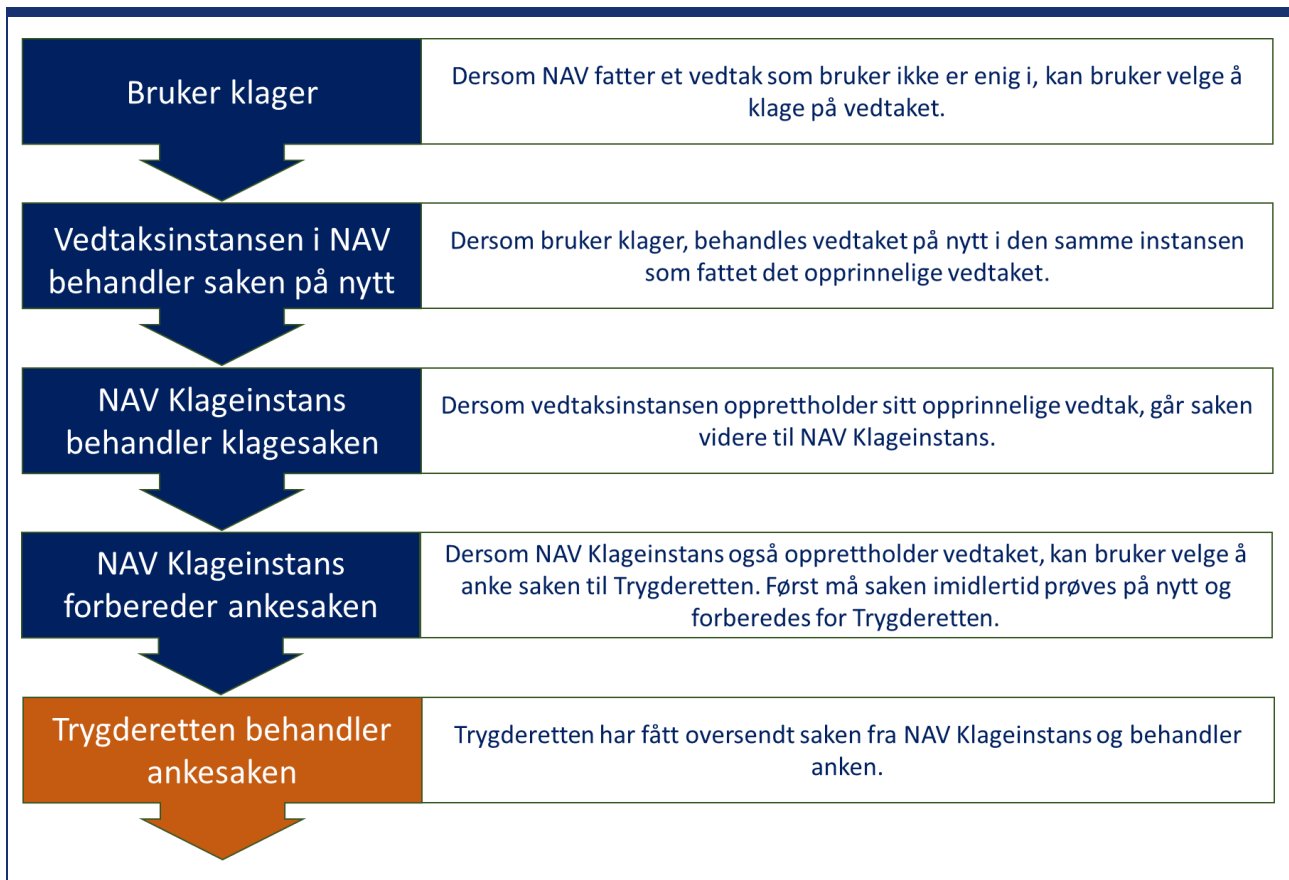 Bruker klager
Dersom NAV fatter et vedtak som bruker ikke er enig i, kan bruker velge å
klage på vedtaket.
Vedtaksinstansen i NAV
behandler saken på nytt
Dersom bruker klager, behandles vedtaket på nytt i den samme instansen
som fattet det opprinnelige vedtaket.
NAV Klageinstans
behandler klagesaken
Dersom vedtaksinstansen opprettholder sitt opprinnelige vedtak, går saken
videre til NAV Klageinstans.
NAV Klageinstans
forbereder ankesaken
Dersom NAV Klageinstans også opprettholder vedtaket, kan bruker velge å
anke saken til Trygderetten. Først må saken imidlertid prøves på nytt og
forberedes for Trygderetten.
Trygderetten behandler
ankesaken
Trygderetten har fått oversendt saken fra NAV Klageinstans og behandler
anken.